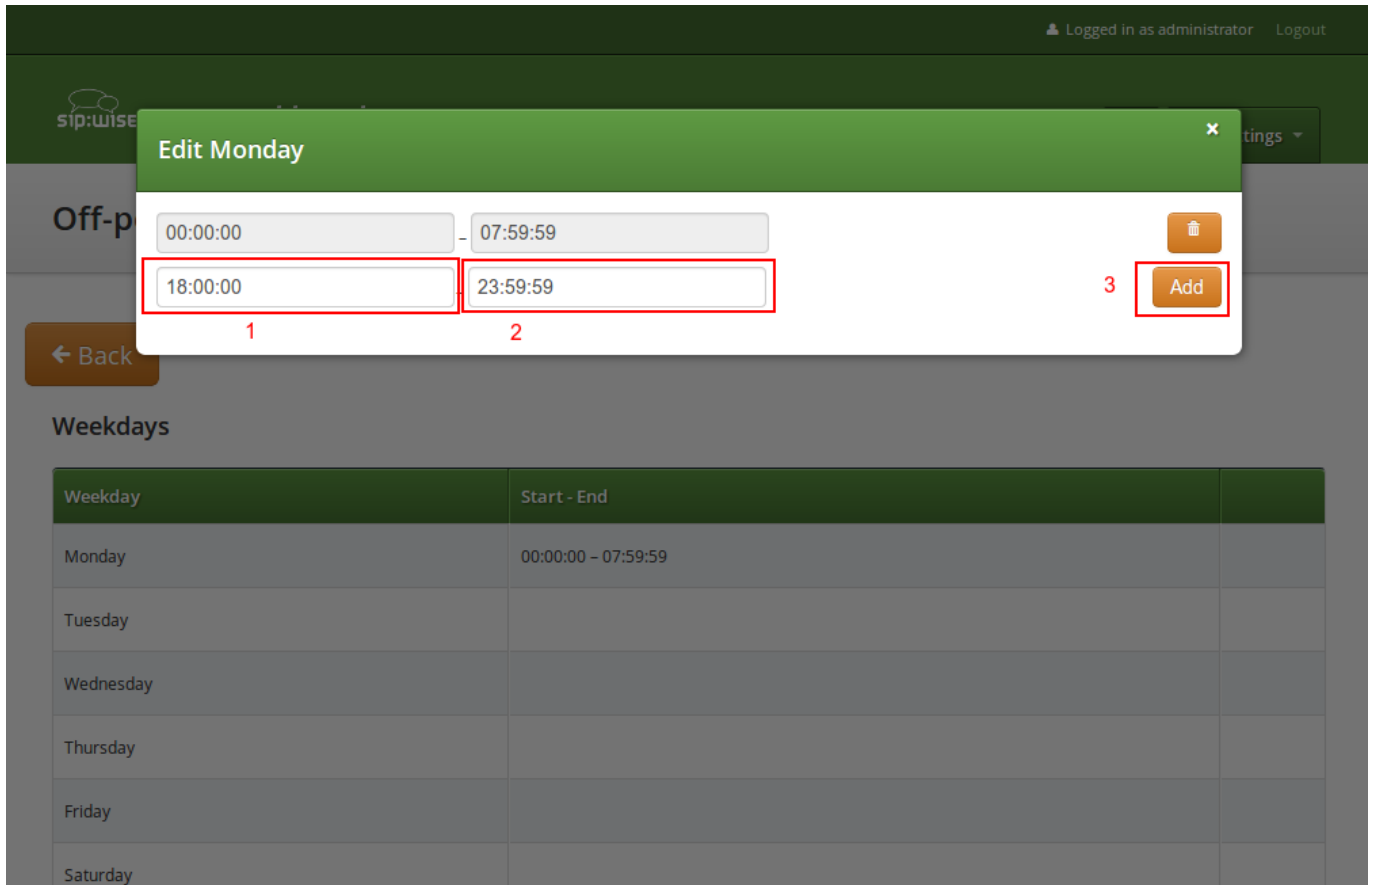 Logged in as administrator Logout
sip:wise
Edit Monday ×
tings
Off-p
00:00:00 – 07:59:59
18:00:00 - 23:59:59 3 Add
1 2
Back
Weekdays
Weekday Start - End
Monday 00:00:00 – 07:59:59
Tuesday
Wednesday
Thursday
Friday
Saturday